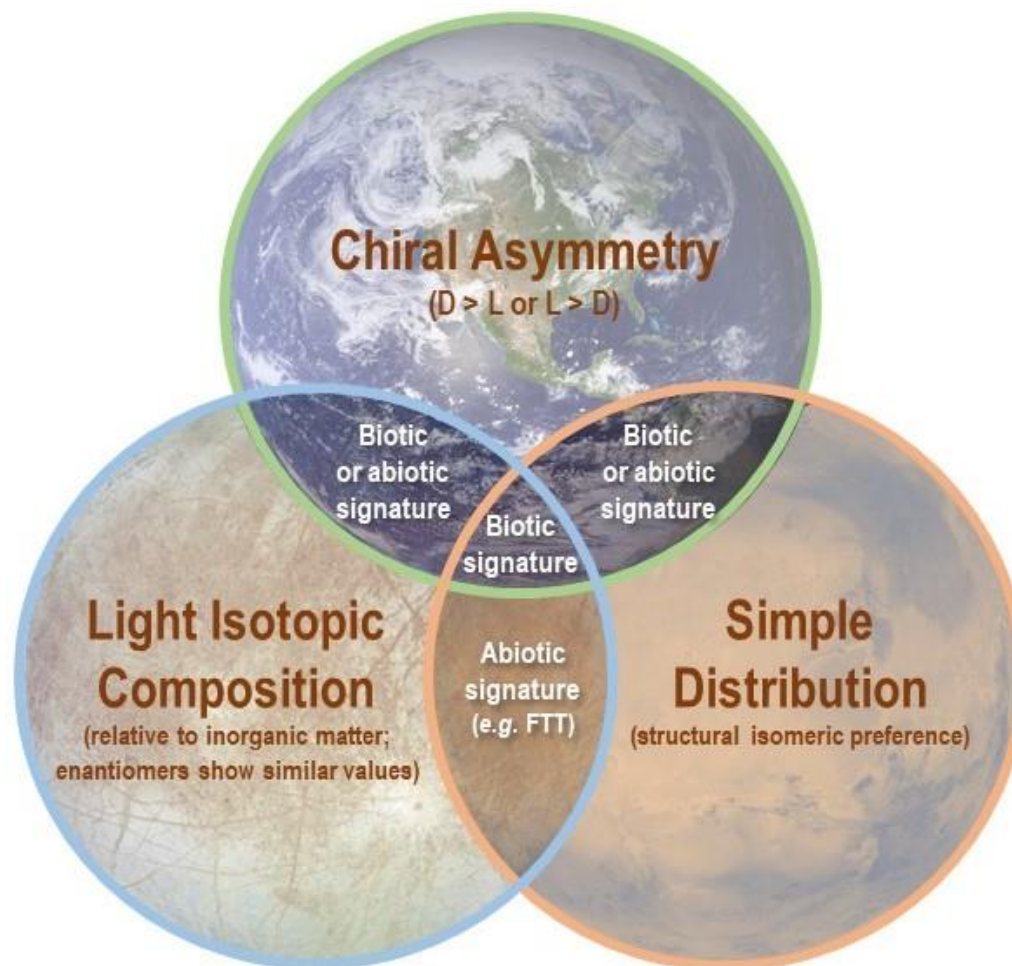 Chiral Asymmetry
(D > L or L > D)
Biotic
or abiotic
signature
Biotic
or abiotic
signature
Biotic
signature
Light Isotopic
Composition
(relative to inorganic matter;
enantiomers show similar values)
Abiotic
signature
(e.g. FTT)
Simple
Distribution
(structural isomeric preference)